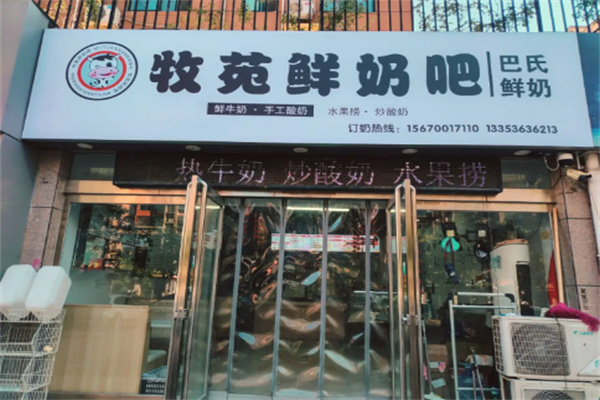 牧苑鲜奶吧
巴氏
鲜奶
鲜牛奶·手工酸奶 水果捞·炒酸奶
订奶热线：15670017110 13353636213
热牛奶 炒酸奶 水果捞